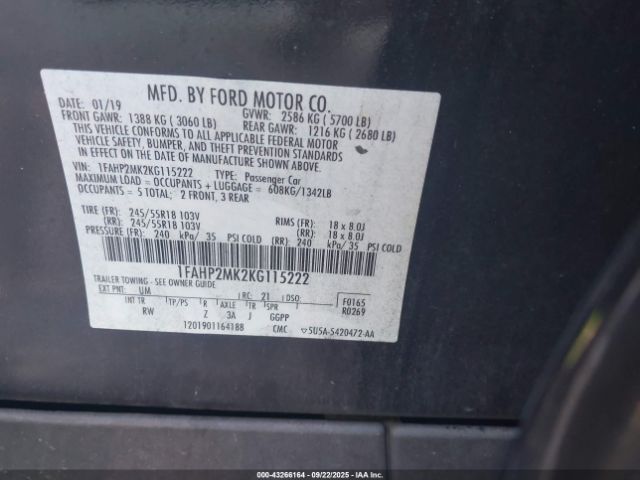 MFD. BY FORD MOTOR CO.
DATE: 01/19 GVWR: 2586 KG ( 5700 LB)
FRONT GAWR: 1388 KG ( 3060 LB) REAR GAWR: 1216 KG ( 2680 LB)
THIS VEHICLE CONFORMS TO ALL APPLICABLE FEDERAL MOTOR
VEHICLE SAFETY, BUMPER, AND THEFT PREVENTION STANDARDS
IN EFFECT ON THE DATE OF MANUFACTURE SHOWN ABOVE.
VIN: 1FAHP2MK2KG115222 TYPE: Passenger Car
MAXIMUM LOAD = OCCUPANTS + LUGGAGE = 608KG/1342LB
OCCUPANTS = 5 TOTAL; 2 FRONT, 3 REAR
TIRE (FR): 245/55R18 103V RIMS (FR): 18 x 8.0J
(RR): 245/55R18 103V (RR): 18 x 8.0J
PRESSURE (FR): 240 kPa/ 35 PSI COLD (RR): 240 kPa/ 35 PSI COLD
1FAHP2MK2KG115222
TRAILER TOWING - SEE OWNER GUIDE.
EXT PNT: UM RC: 21 DSO: F0165
INT TR TP/PS R AXLE TR SPR R0269
RW Z 3A J GGPP
1201901164188 CMC ▽5U5A-5420472-AA
000-43266164 - 09/22/2025 - IAAI.CA